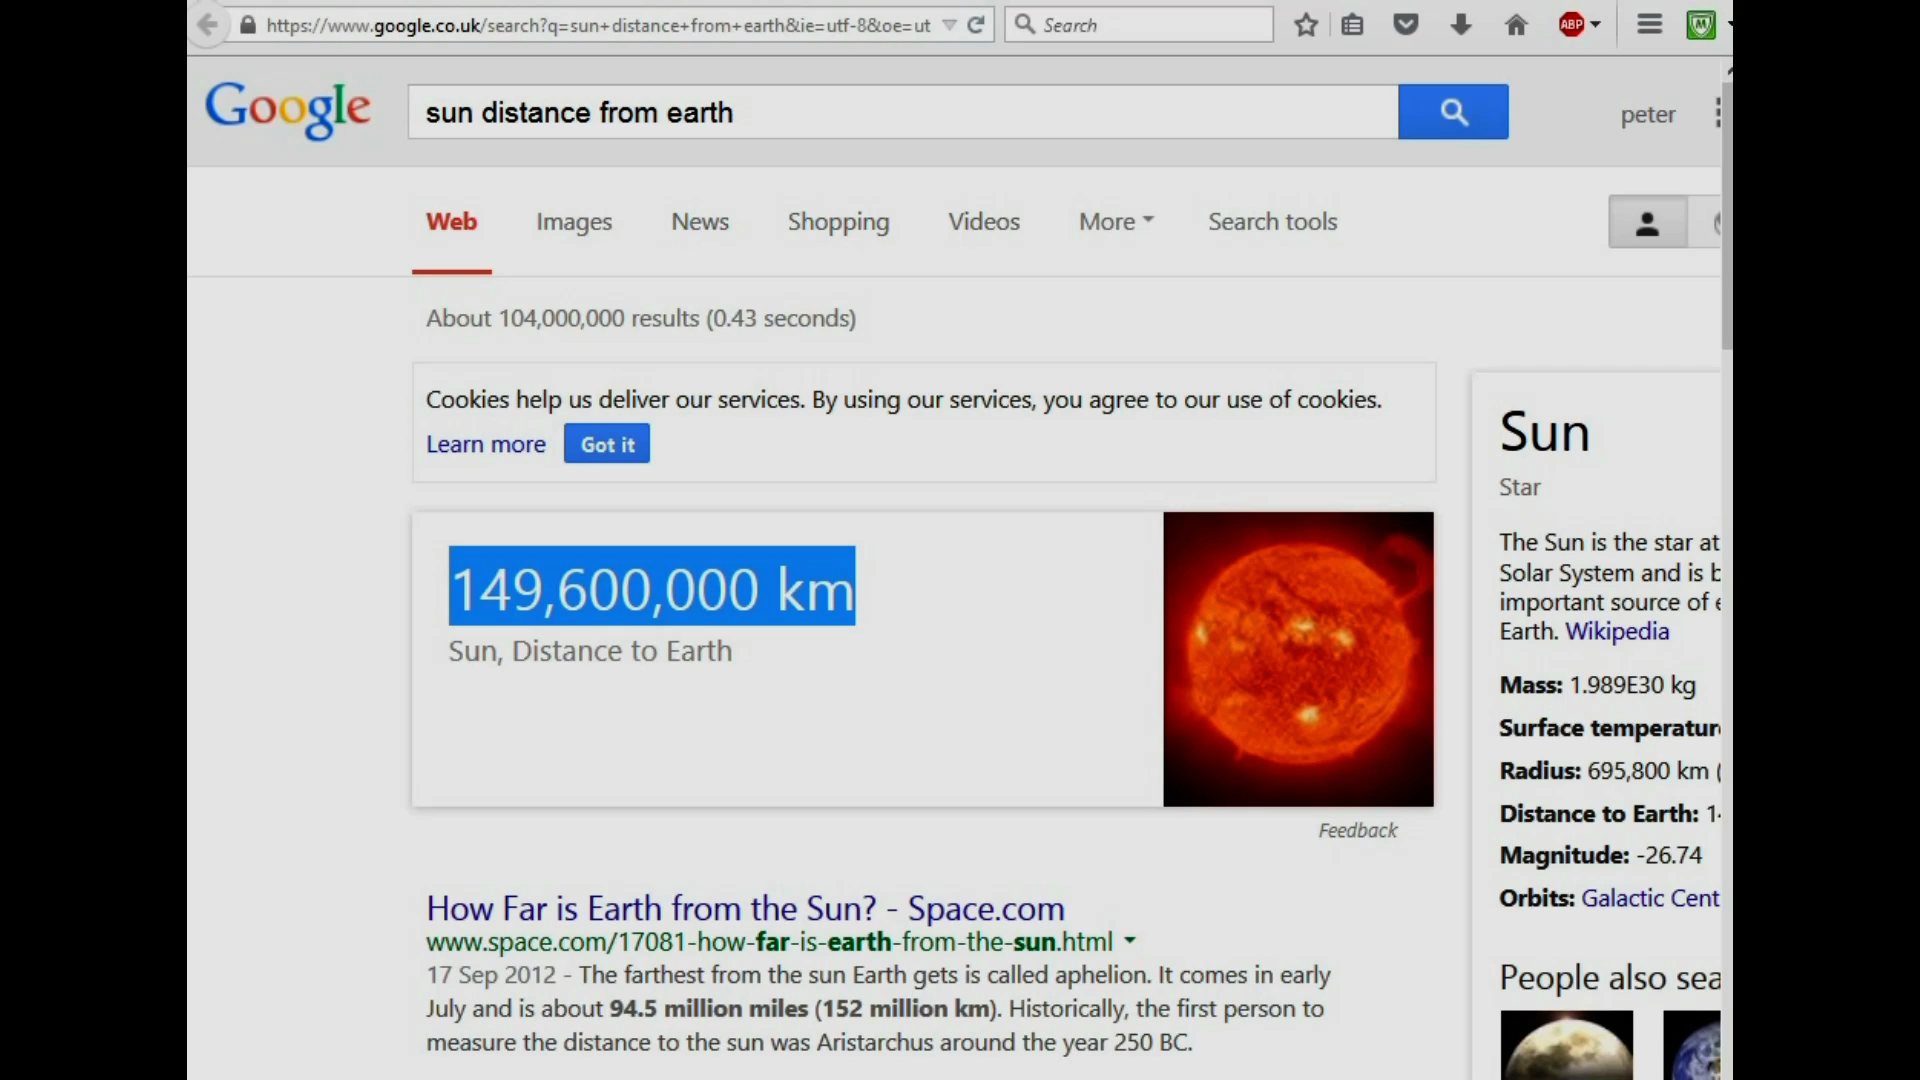 https://www.google.co.uk/search?q=sun+distance+from+earth&ie=utf-8&oe=ut
Search
ABP
Google
sun distance from earth
peter
Web Images News Shopping Videos More Search tools
About 104,000,000 results (0.43 seconds)
Cookies help us deliver our services. By using our services, you agree to our use of cookies.
Learn more Got it
149,600,000 km
Sun, Distance to Earth
Feedback
How Far is Earth from the Sun? - Space.com
www.space.com/17081-how-far-is-earth-from-the-sun.html
17 Sep 2012 - The farthest from the sun Earth gets is called aphelion. It comes in early
July and is about 94.5 million miles (152 million km). Historically, the first person to
measure the distance to the sun was Aristarchus around the year 250 BC.
Sun
Star
The Sun is the star at
Solar System and is b
important source of e
Earth. Wikipedia
Mass: 1.989E30 kg
Surface temperatur
Radius: 695,800 km (
Distance to Earth: 1
Magnitude: -26.74
Orbits: Galactic Cent
People also sea